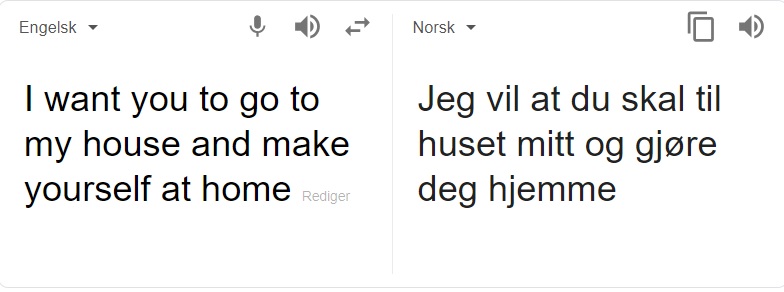 Engelsk
Norsk
I want you to go to
my house and make
yourself at home Rediger
Jeg vil at du skal til
huset mitt og gjøre
deg hjemme